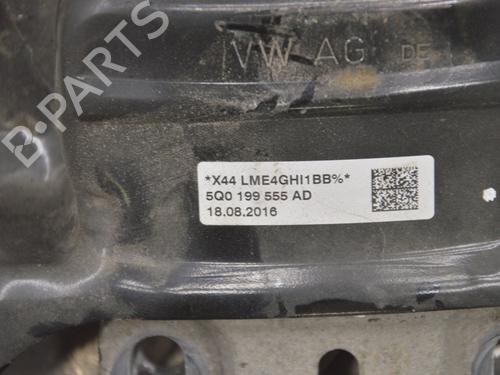 VW AG DE
B-PARTS
*X44 LME4GHI1BB%*
5Q0 199 555 AD
18.08.2016